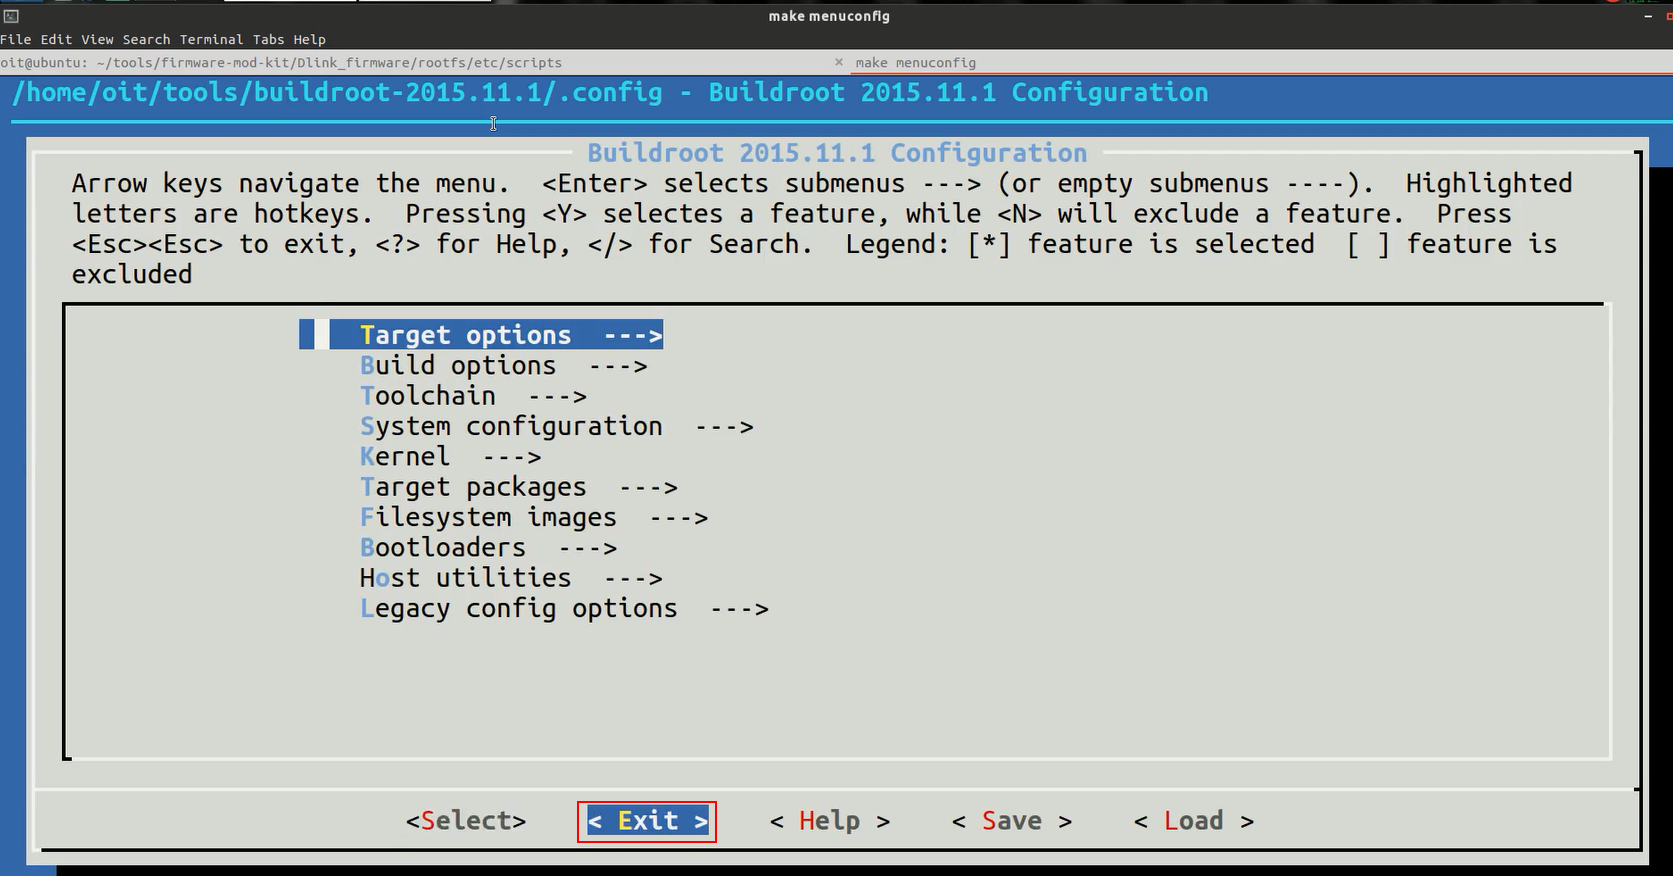 make menuconfig
File Edit View Search Terminal Tabs Help
oit@ubuntu: ~/tools/firmware-mod-kit/Dlink_firmware/rootfs/etc/scripts × make menuconfig
/home/oit/tools/buildroot-2015.11.1/.config - Buildroot 2015.11.1 Configuration
Buildroot 2015.11.1 Configuration
Arrow keys navigate the menu.  <Enter> selects submenus ---> (or empty submenus ----).  Highlighted
letters are hotkeys.  Pressing <Y> selectes a feature, while <N> will exclude a feature.  Press
<Esc><Esc> to exit, <?> for Help, </> for Search.  Legend: [*] feature is selected  [ ] feature is
excluded
Target options  --->
Build options  --->
Toolchain  --->
System configuration  --->
Kernel  --->
Target packages  --->
Filesystem images  --->
Bootloaders  --->
Host utilities  --->
Legacy config options  --->
<Select> < Exit > < Help > < Save > < Load >